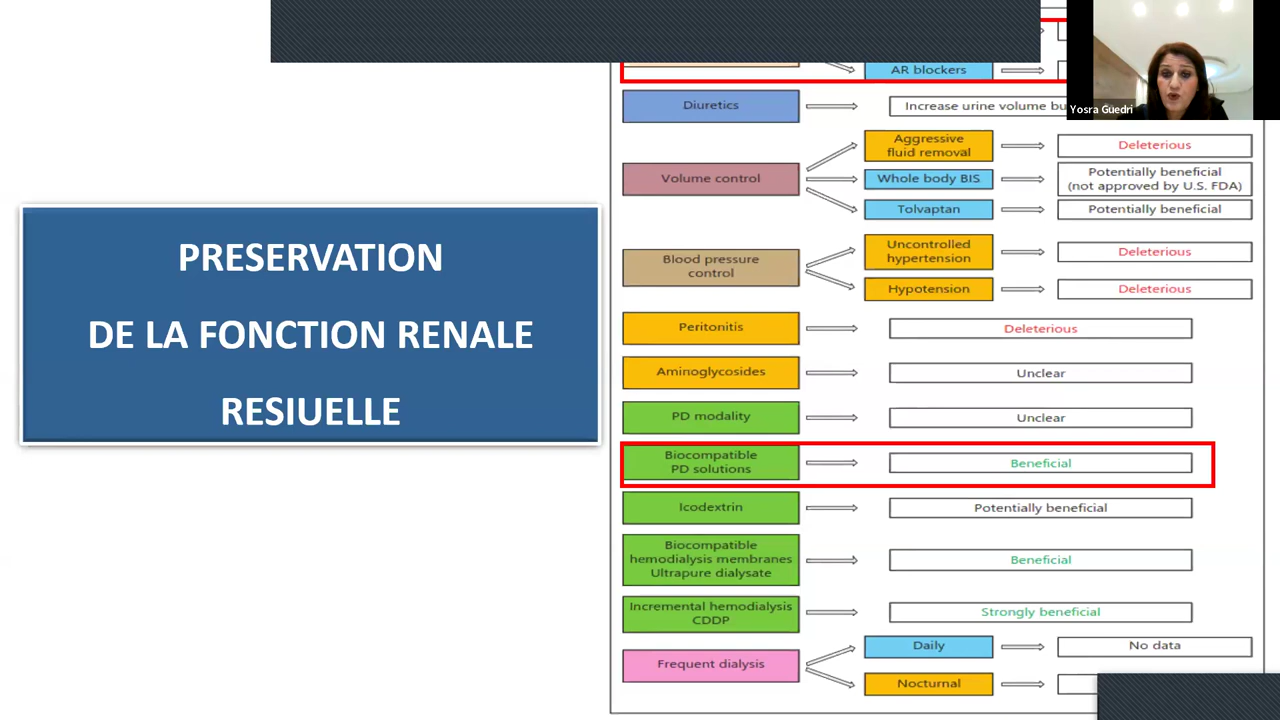 PRESERVATION
DE LA FONCTION RENALE
RESIUELLE
AR blockers
Diuretics
Increase urine volume
Volume control
Aggressive
fluid removal
Deleterious
Whole body BIS
Potentially beneficial
(not approved by U.S. FDA)
Tolvaptan
Potentially beneficial
Blood pressure
control
Uncontrolled
hypertension
Deleterious
Hypotension
Deleterious
Peritonitis
Deleterious
Aminoglycosides
Unclear
PD modality
Unclear
Biocompatible
PD solutions
Beneficial
Icodextrin
Potentially beneficial
Biocompatible
hemodialysis membranes
Ultrapure dialysate
Beneficial
Incremental hemodialysis
CDDP
Strongly beneficial
Frequent dialysis
Daily
No data
Nocturnal
Yosra Guedri